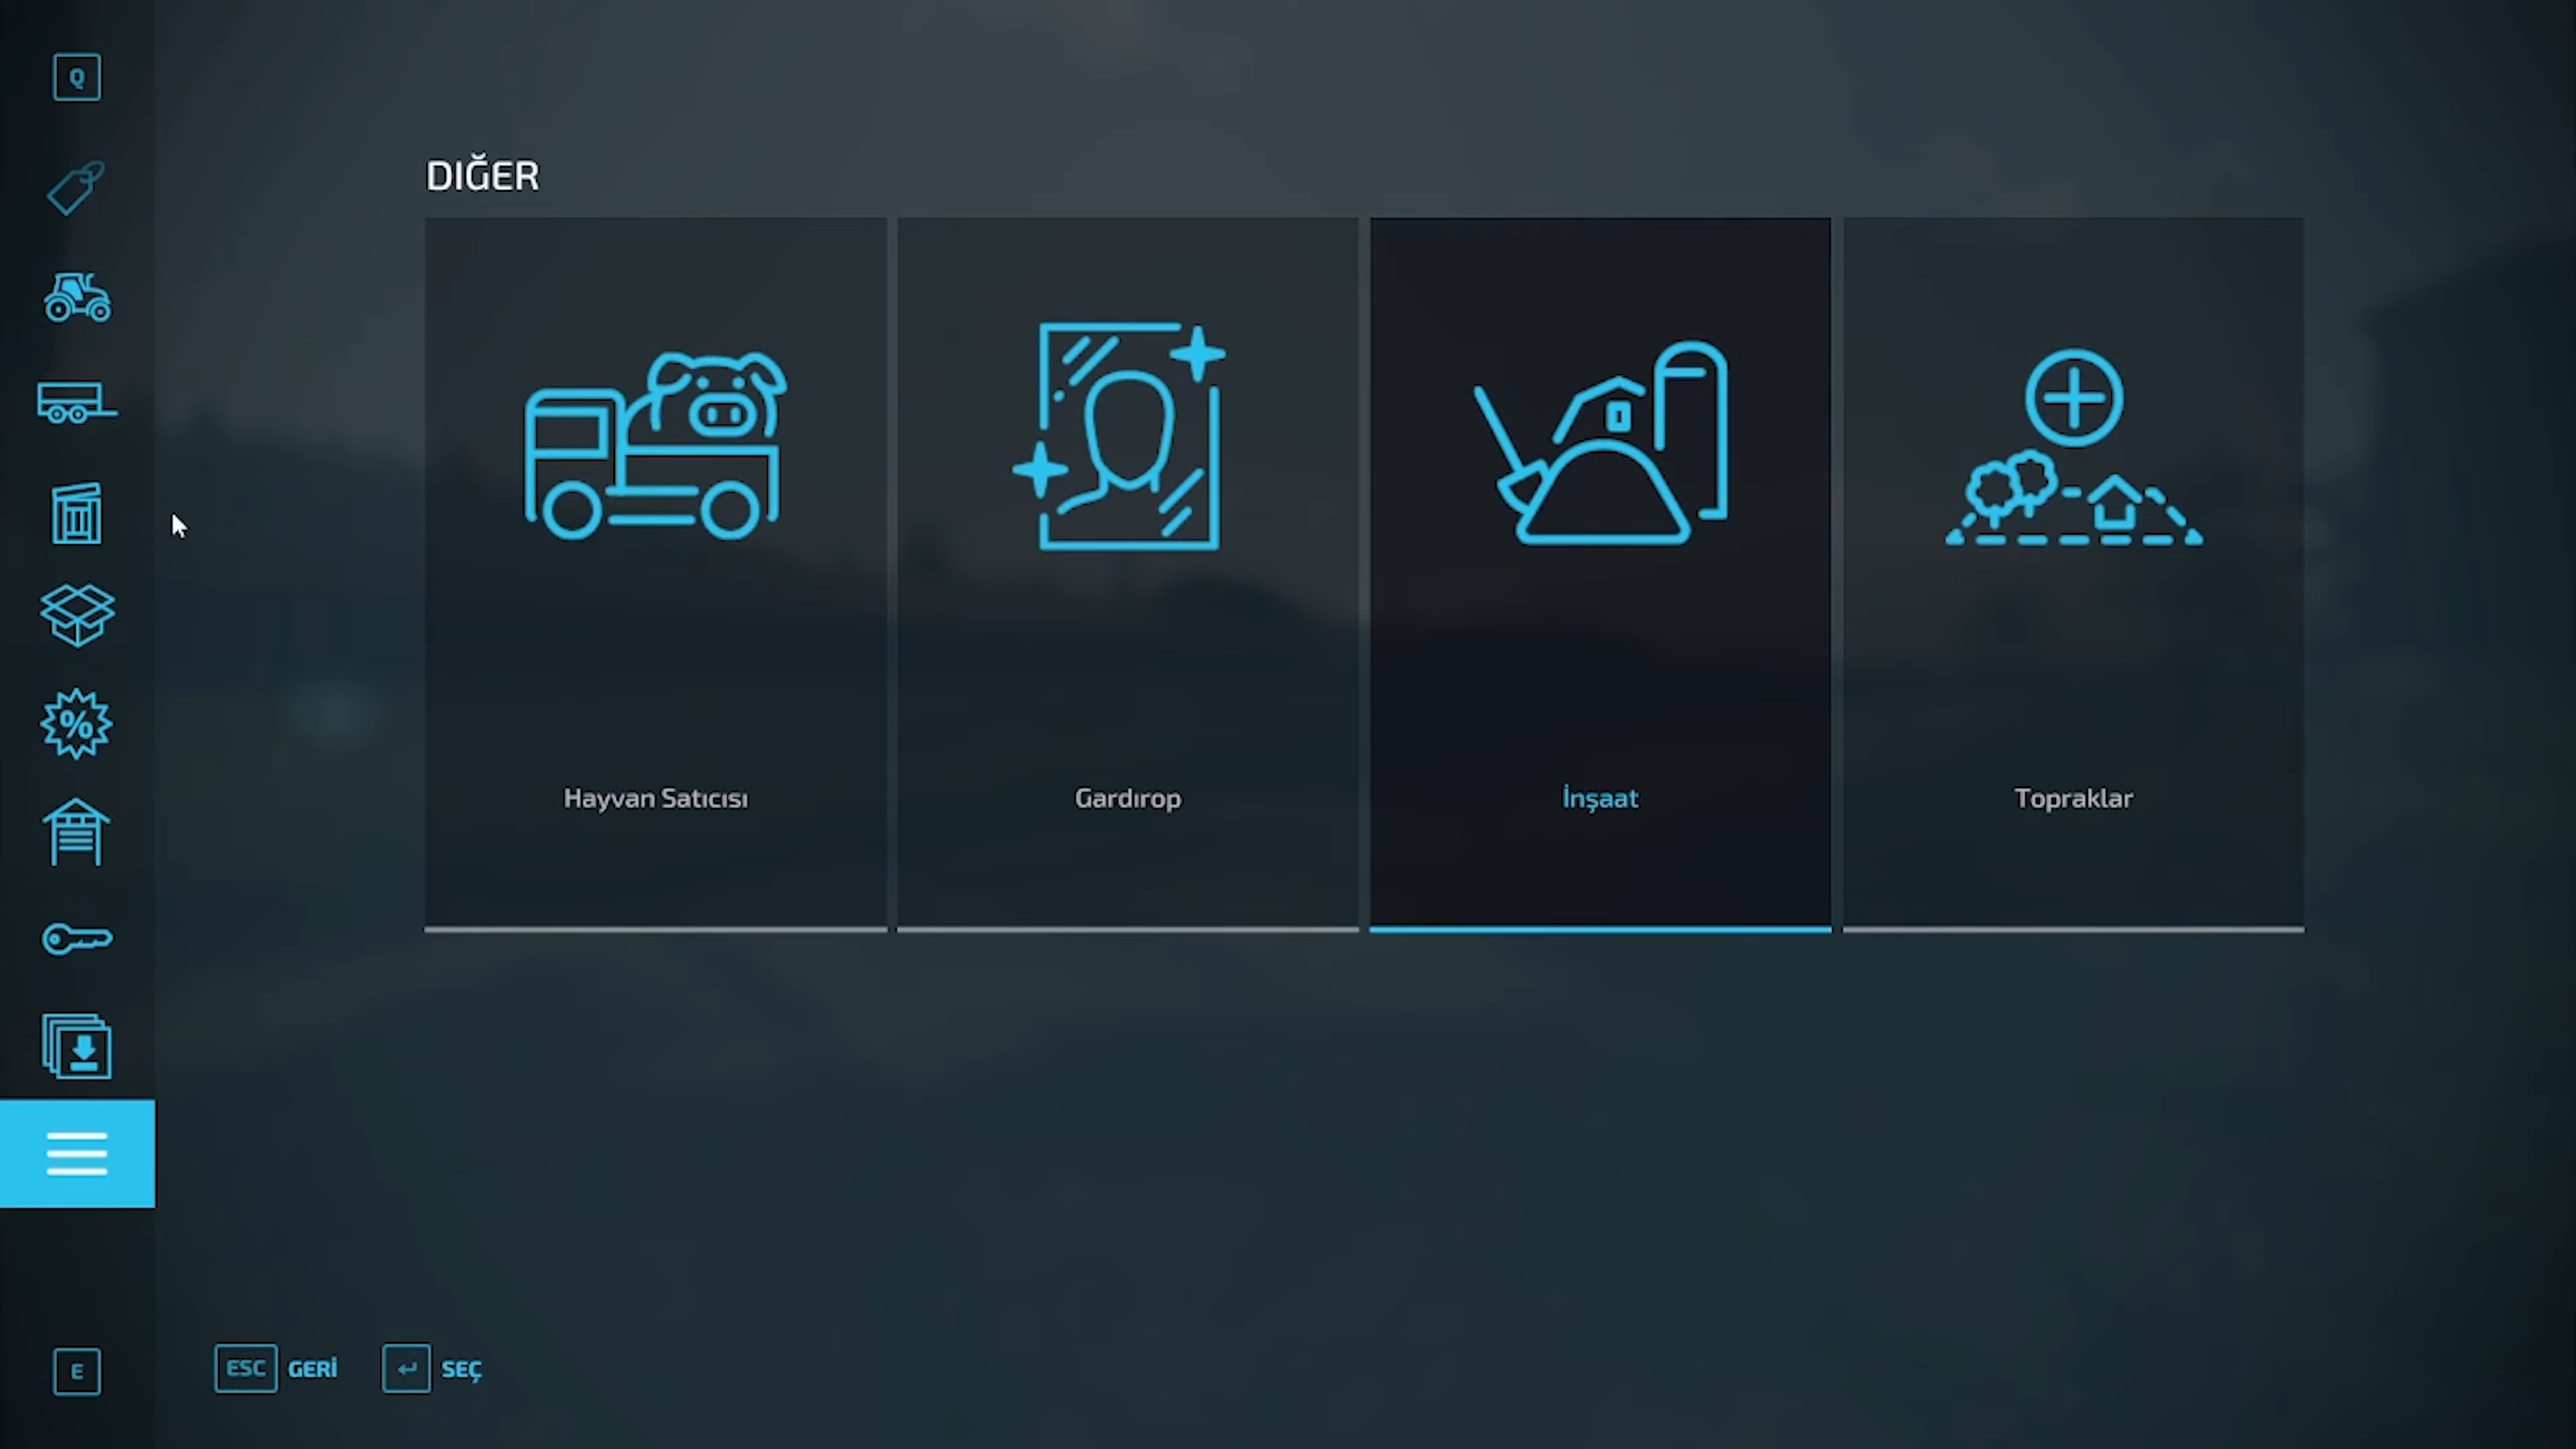 Q
DIĞER
Hayvan Satıcısı
Gardırop
İnşaat
Topraklar
%
E
ESC GERİ
SEÇ